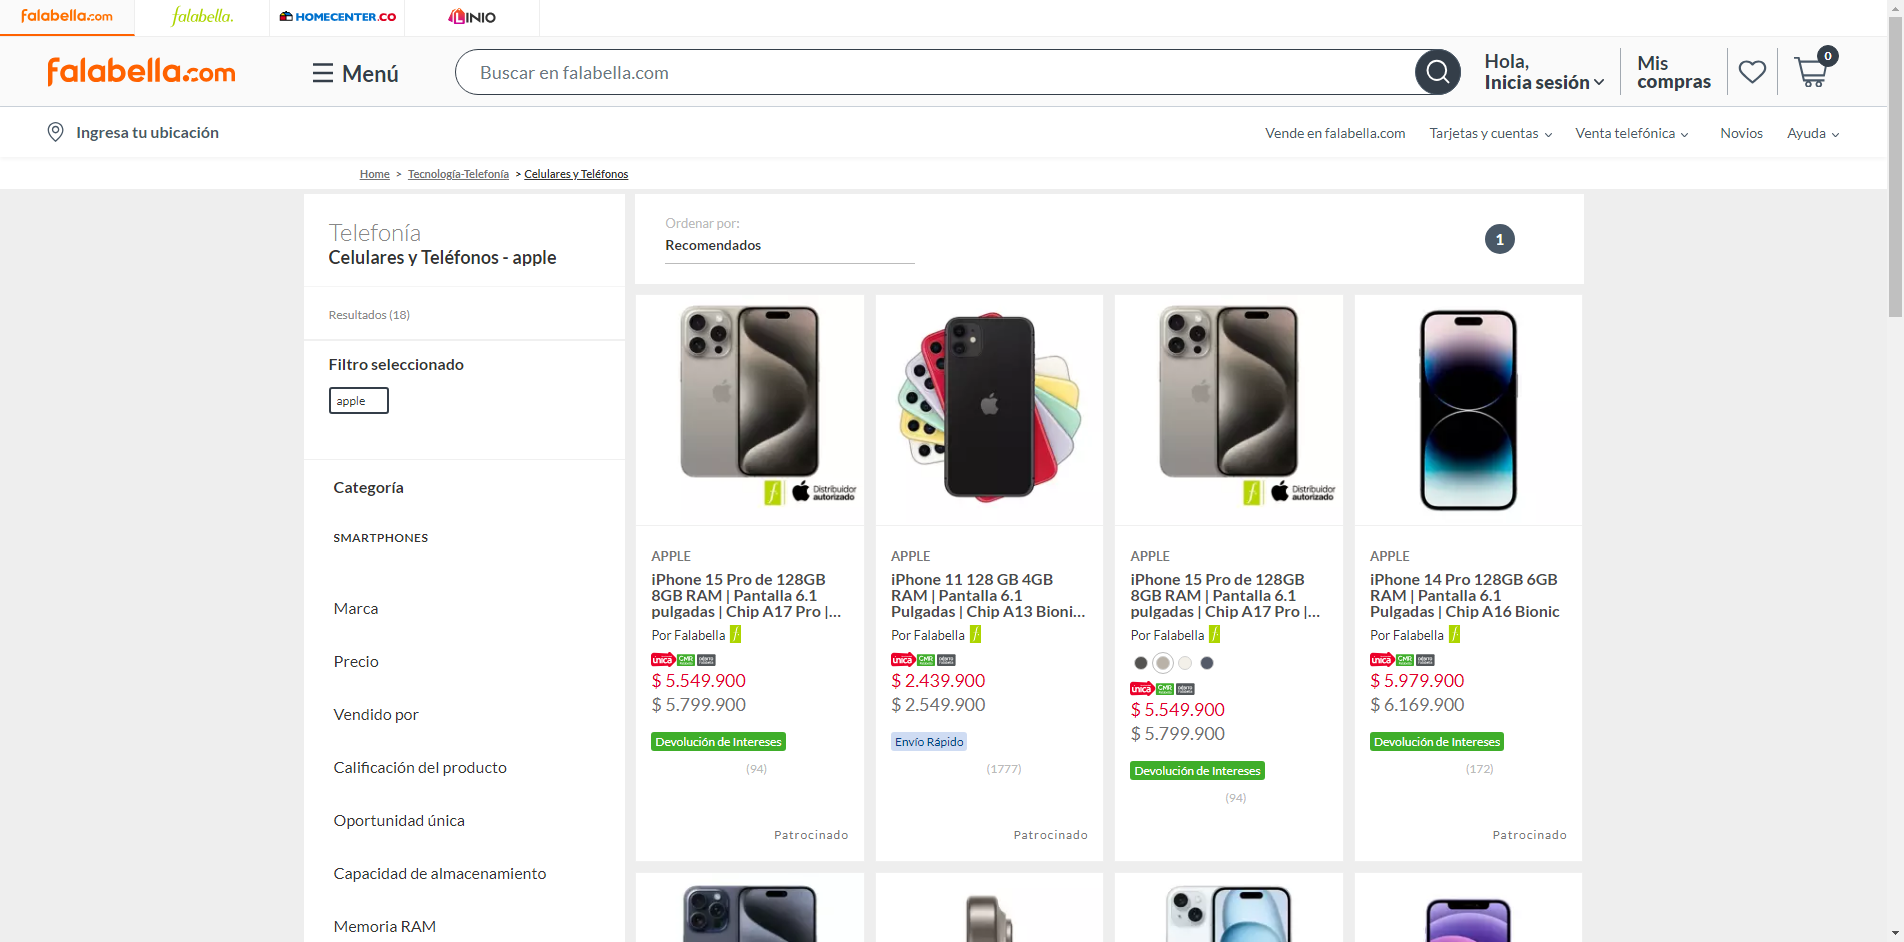 falabella.com
falabella.
HOMECENTER.CO
LINIO
falabella.com
Menú
Buscar en falabella.com
Hola,
Inicia sesión
Mis
compras
0
Ingresa tu ubicación
Vende en falabella.com
Tarjetas y cuentas
Venta telefónica
Novios
Ayuda
Home > Tecnología-Telefonía > Celulares y Teléfonos
Telefonía
Celulares y Teléfonos - apple
Resultados (18)
Filtro seleccionado
apple
Categoría
SMARTPHONES
Marca
Precio
Vendido por
Calificación del producto
Oportunidad única
Capacidad de almacenamiento
Memoria RAM
Ordenar por:
Recomendados
1
Distribuidor
autorizado
APPLE
iPhone 15 Pro de 128GB
8GB RAM | Pantalla 6.1
pulgadas | Chip A17 Pro |...
Por Falabella
única
CMR
$ 5.549.900
$ 5.799.900
Devolución de Intereses
(94)
Patrocinado
APPLE
iPhone 11 128 GB 4GB
RAM | Pantalla 6.1
Pulgadas | Chip A13 Bioni...
Por Falabella
única
CMR
$ 2.439.900
$ 2.549.900
Envío Rápido
(1777)
Patrocinado
Distribuidor
autorizado
APPLE
iPhone 15 Pro de 128GB
8GB RAM | Pantalla 6.1
pulgadas | Chip A17 Pro |...
Por Falabella
única
CMR
$ 5.549.900
$ 5.799.900
Devolución de Intereses
(94)
APPLE
iPhone 14 Pro 128GB 6GB
RAM | Pantalla 6.1
Pulgadas | Chip A16 Bionic
Por Falabella
única
CMR
$ 5.979.900
$ 6.169.900
Devolución de Intereses
(172)
Patrocinado